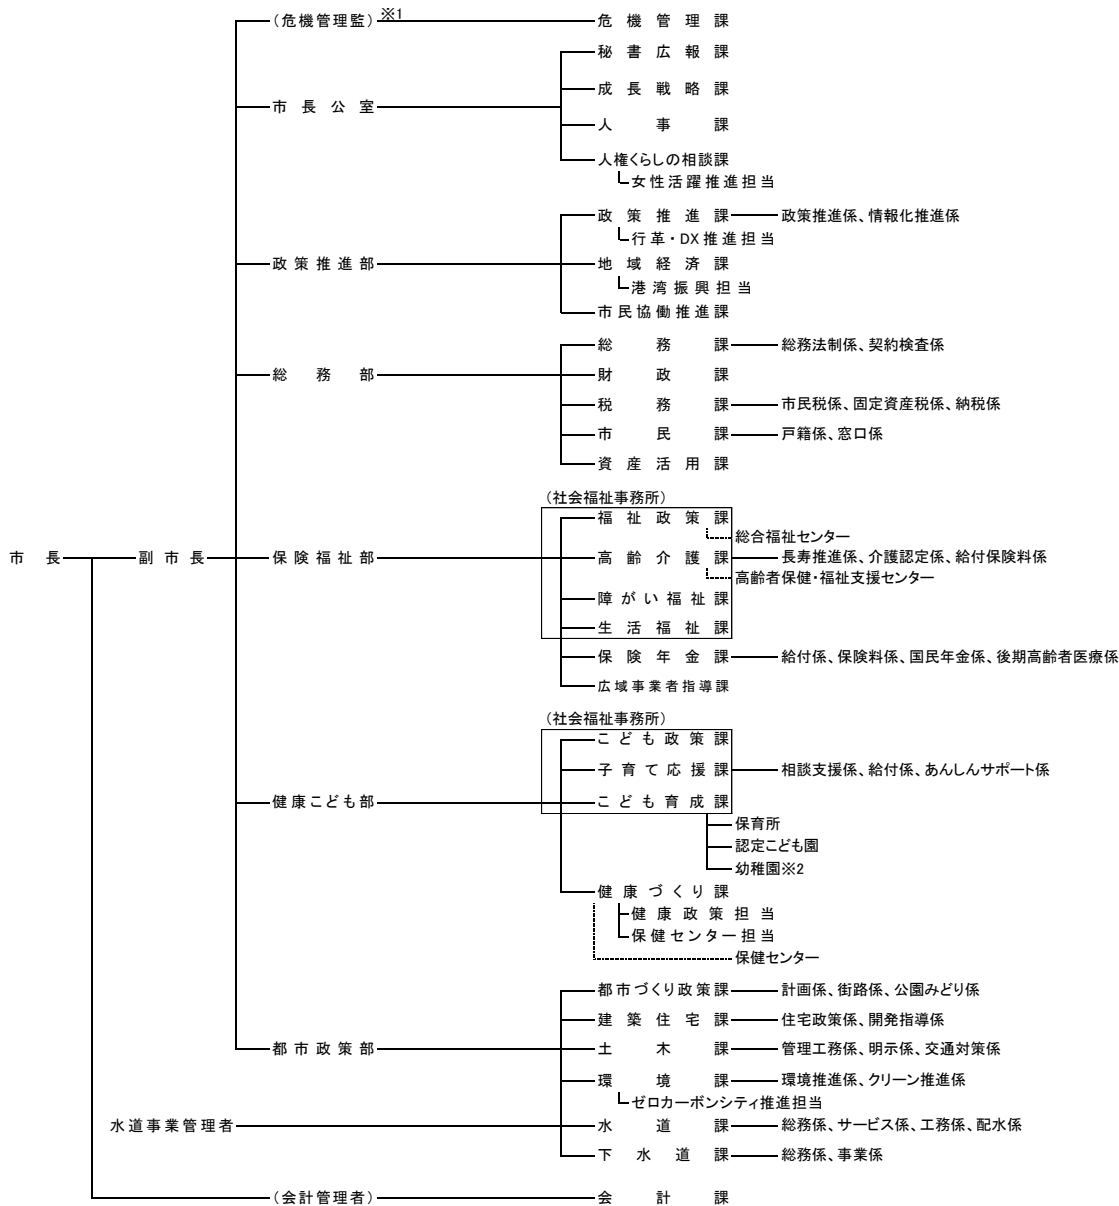 (危機管理監)※1 危機管理課
秘書広報課
成長戦略課
市長公室
人事課
人権くらしの相談課
女性活躍推進担当
政策推進課 政策推進係、情報化推進係
行革・DX推進担当
政策推進部 地域経済課
港湾振興担当
市民協働推進課
総務課 総務法制係、契約検査係
総務部 財政課
税務課 市民税係、固定資産税係、納税係
市民課 戸籍係、窓口係
資産活用課
(社会福祉事務所)
福祉政策課
総合福祉センター
市長 副市長 保険福祉部 高齢介護課 長寿推進係、介護認定係、給付保険料係
高齢者保健・福祉支援センター
障がい福祉課
生活福祉課
保険年金課 給付係、保険料係、国民年金係、後期高齢者医療係
広域事業者指導課
(社会福祉事務所)
こども政策課
子育て応援課 相談支援係、給付係、あんしんサポート係
健康こども部 こども育成課
保育所
認定こども園
幼稚園※2
健康づくり課
健康政策担当
保健センター担当
保健センター
都市づくり政策課 計画係、街路係、公園みどり係
建築住宅課 住宅政策係、開発指導係
都市政策部 土木課 管理工務係、明示係、交通対策係
環境課 環境推進係、クリーン推進係
ゼロカーボンシティ推進担当
水道事業管理者 水道課 総務係、サービス係、工務係、配水係
下水道課 総務係、事業係
(会計管理者) 会計課